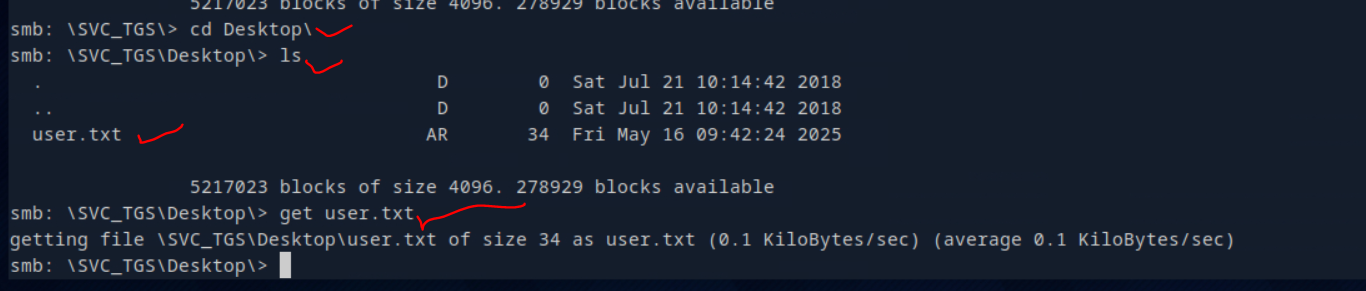 5217023 blocks of size 4096. 278929 blocks available
smb: \SVC_TGS\> cd Desktop\
smb: \SVC_TGS\Desktop\> ls
. D 0 Sat Jul 21 10:14:42 2018
.. D 0 Sat Jul 21 10:14:42 2018
user.txt AR 34 Fri May 16 09:42:24 2025
5217023 blocks of size 4096. 278929 blocks available
smb: \SVC_TGS\Desktop\> get user.txt
getting file \SVC_TGS\Desktop\user.txt of size 34 as user.txt (0.1 KiloBytes/sec) (average 0.1 KiloBytes/sec)
smb: \SVC_TGS\Desktop\>